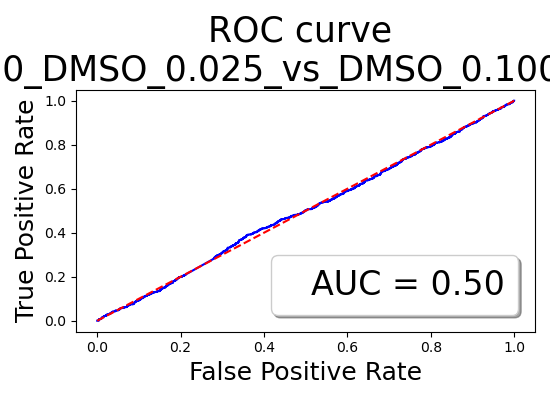 ROC curve
0_DMSO_0.025_vs_DMSO_0.100
True Positive Rate
1.0
0.8
0.6
0.4
0.2
0.0
AUC = 0.50
0.0 0.2 0.4 0.6 0.8 1.0
False Positive Rate